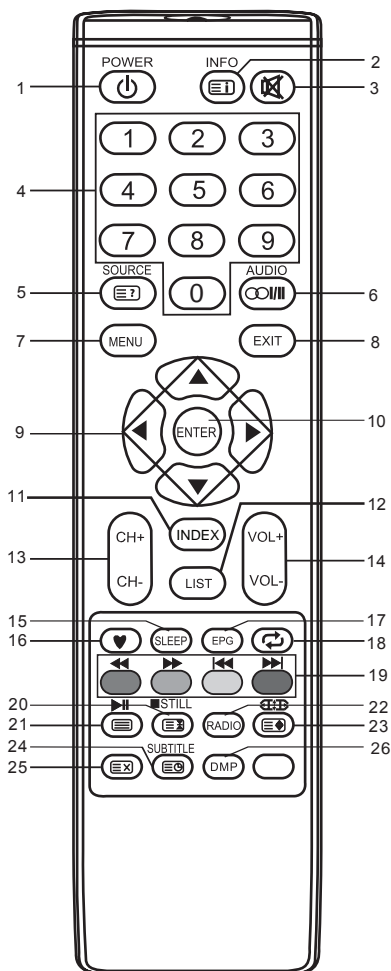 POWER INFO
1 2
3
1 2 3
4
4 5 6
7 8 9
SOURCE AUDIO
5 ? 0 I/II 6
7 MENU EXIT 8
9 ENTER 10
11 12
INDEX
13 CH+ VOL+ 14
LIST
CH- VOL-
15 17
16 SLEEP EPG 18
19
20 STILL 22
21 RADIO 23
24 SUBTITLE
25 DMP 26